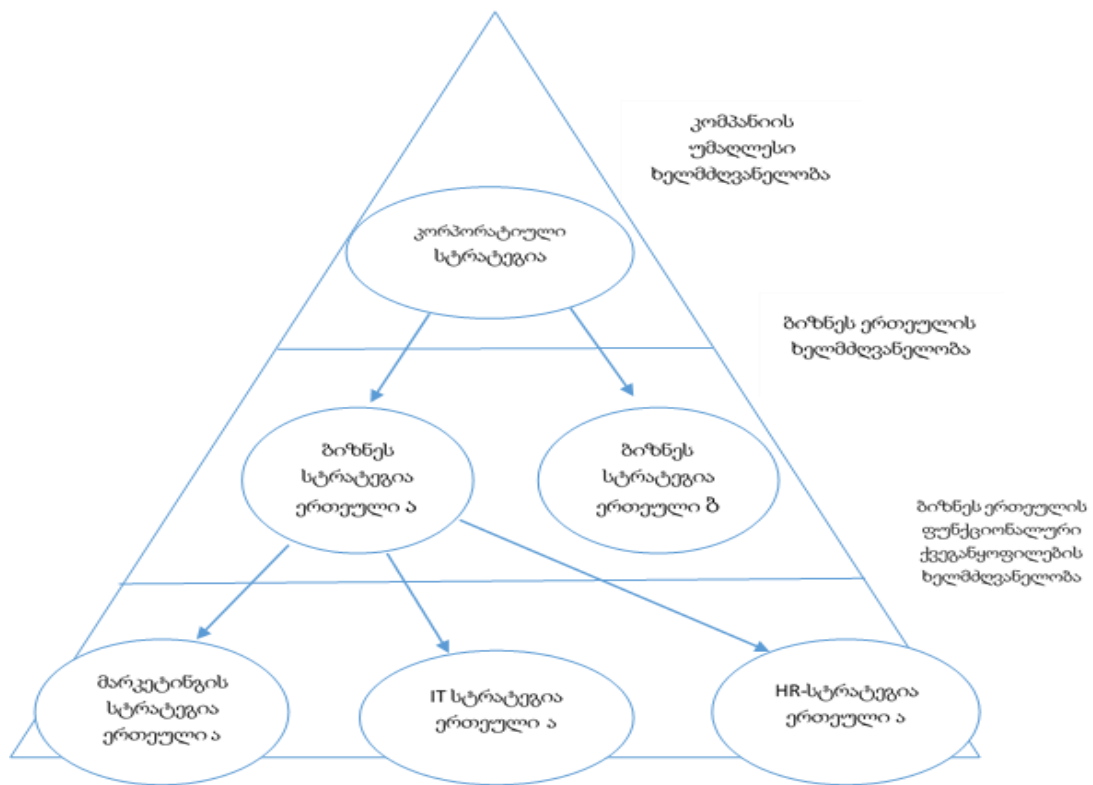 კომპანიის
უმაღლესი
ხელმძღვანელობა
კორპორატიული
სტრატეგია
ბიზნეს ერთეულის
ხელმძღვანელობა
ბიზნეს
სტრატეგია
ერთეული ა
ბიზნეს
სტრატეგია
ერთეული ბ
ბიზნეს ერთეულის
ფუნქციონალური
ქვეგანყოფილების
ხელმძღვანელობა
მარკეტინგის
სტრატეგია
ერთეული ა
IT სტრატეგია
ერთეული ა
HR-სტრატეგია
ერთეული ა